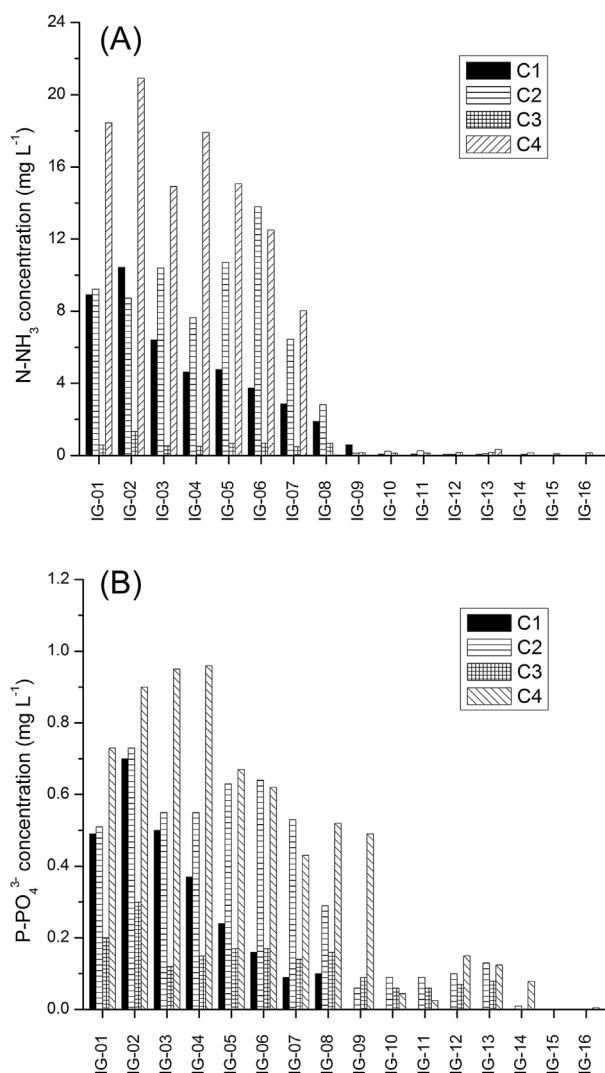 (A)
N-NH3 concentration (mg L-1)
24
20
16
12
8
4
0
C1
C2
C3
C4
IG-01
IG-02
IG-03
IG-04
IG-05
IG-06
IG-07
IG-08
IG-09
IG-10
IG-11
IG-12
IG-13
IG-14
IG-15
IG-16
(B)
P-PO4 3- concentration (mg L-1)
1.2
1.0
0.8
0.6
0.4
0.2
0.0
C1
C2
C3
C4
IG-01
IG-02
IG-03
IG-04
IG-05
IG-06
IG-07
IG-08
IG-09
IG-10
IG-11
IG-12
IG-13
IG-14
IG-15
IG-16